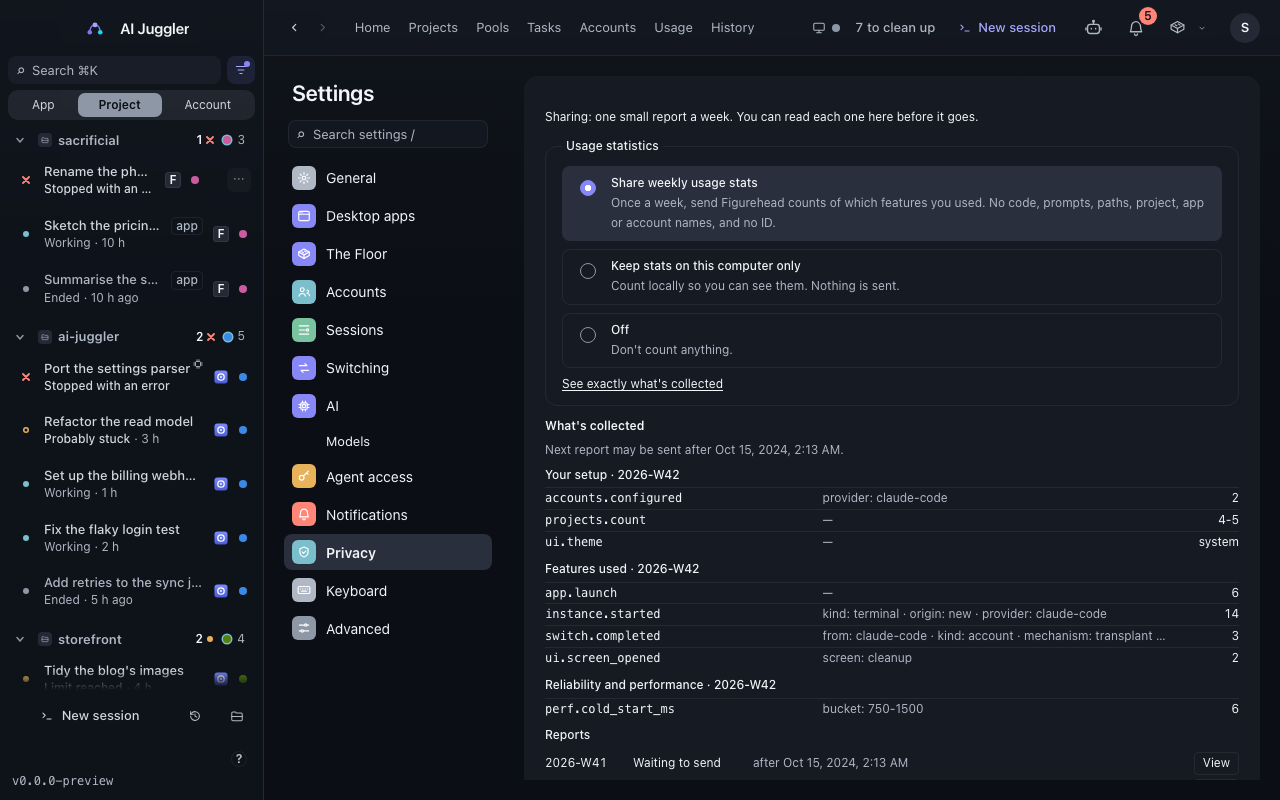 AI Juggler
Search ⌘K
App Project Account
sacrificial 1 3
Rename the ph...
Stopped with an ...
F
Sketch the pricin... app
Working · 10 h
F
Summarise the s... app
Ended · 10 h ago
F
ai-juggler 2 5
Port the settings parser
Stopped with an error
Refactor the read model
Probably stuck · 3 h
Set up the billing webh...
Working · 1 h
Fix the flaky login test
Working · 2 h
Add retries to the sync j...
Ended · 5 h ago
storefront 2 4
Tidy the blog's images
Limit reached · 4 h
New session
?
v0.0.0-preview
Home Projects Pools Tasks Accounts Usage History
7 to clean up
New session
5
S
Settings
Search settings /
General
Desktop apps
The Floor
Accounts
Sessions
Switching
AI
Models
Agent access
Notifications
Privacy
Keyboard
Advanced
Sharing: one small report a week. You can read each one here before it goes.
Usage statistics
Share weekly usage stats
Once a week, send Figurehead counts of which features you used. No code, prompts, paths, project, app
or account names, and no ID.
Keep stats on this computer only
Count locally so you can see them. Nothing is sent.
Off
Don't count anything.
See exactly what's collected
What's collected
Next report may be sent after Oct 15, 2024, 2:13 AM.
Your setup · 2026-W42
accounts.configured provider: claude-code 2
projects.count — 4-5
ui.theme — system
Features used · 2026-W42
app.launch — 6
instance.started kind: terminal · origin: new · provider: claude-code 14
switch.completed from: claude-code · kind: account · mechanism: transplant ... 3
ui.screen_opened screen: cleanup 2
Reliability and performance · 2026-W42
perf.cold_start_ms bucket: 750-1500 6
Reports
2026-W41 Waiting to send after Oct 15, 2024, 2:13 AM View